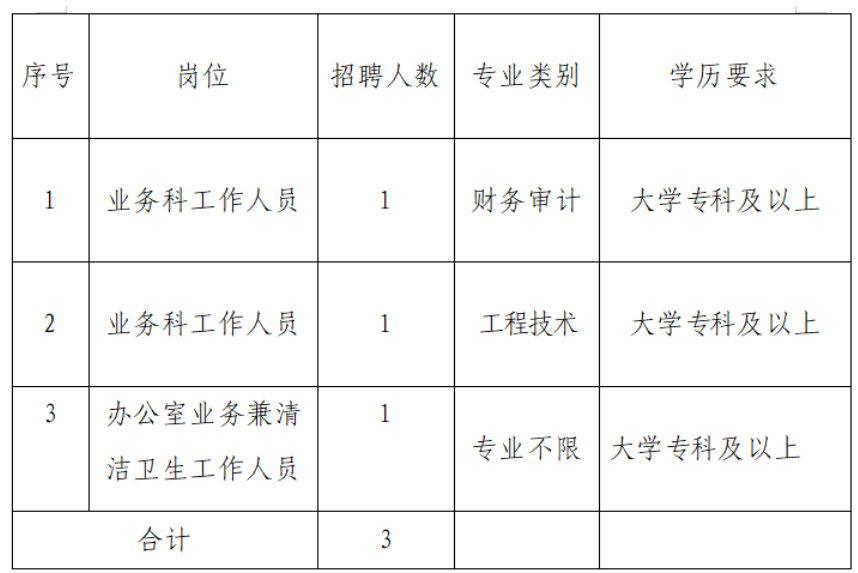 序号 岗位 招聘人数 专业类别 学历要求
1 业务科工作人员 1 财务审计 大学专科及以上
2 业务科工作人员 1 工程技术 大学专科及以上
3 办公室业务兼清 1
洁卫生工作人员 专业不限 大学专科及以上
合计 3